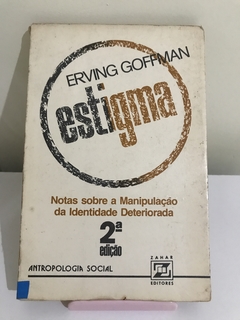 ERVING GOFFMAN
estigma
Notas sobre a Manipulação
da Identidade Deteriorada
2ª
edição
ANTROPOLOGIA SOCIAL
ZAHAR
EDITORES